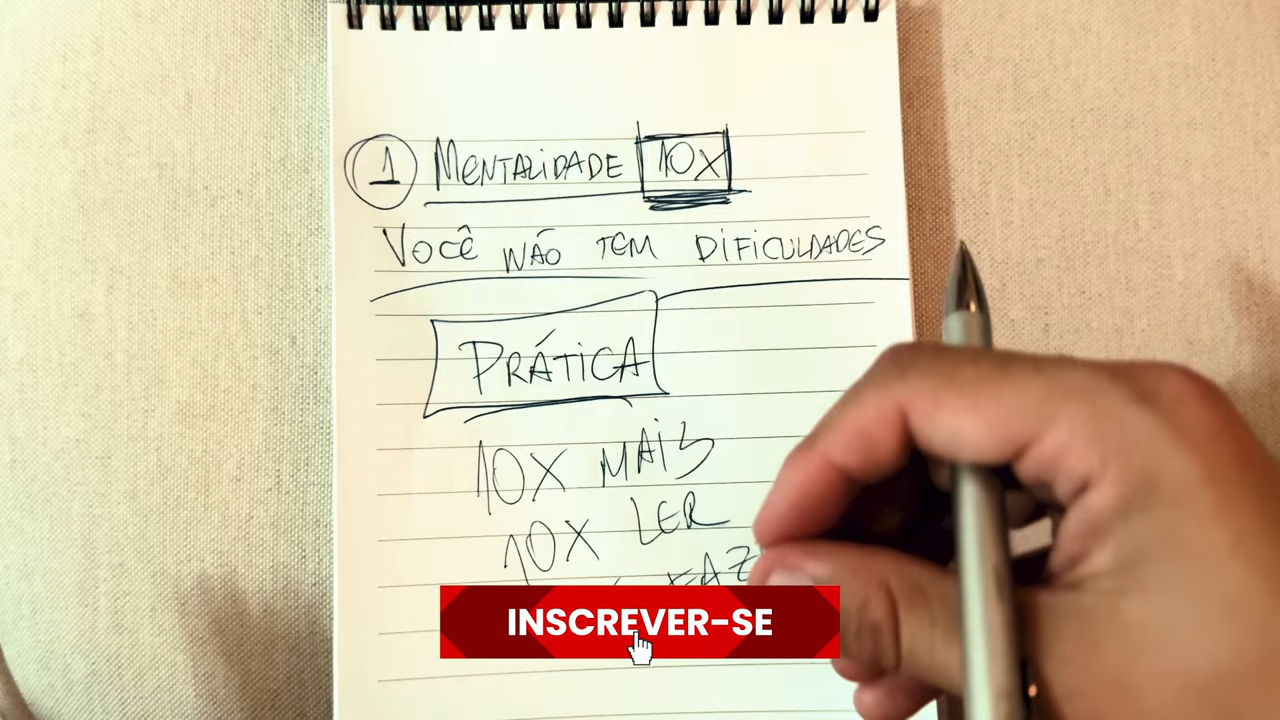 1 MENTALIDADE 10X
VOCÊ NÃO TEM DIFICULDADES
PRÁTICA
10X MAIS
10X LER
INSCREVER-SE